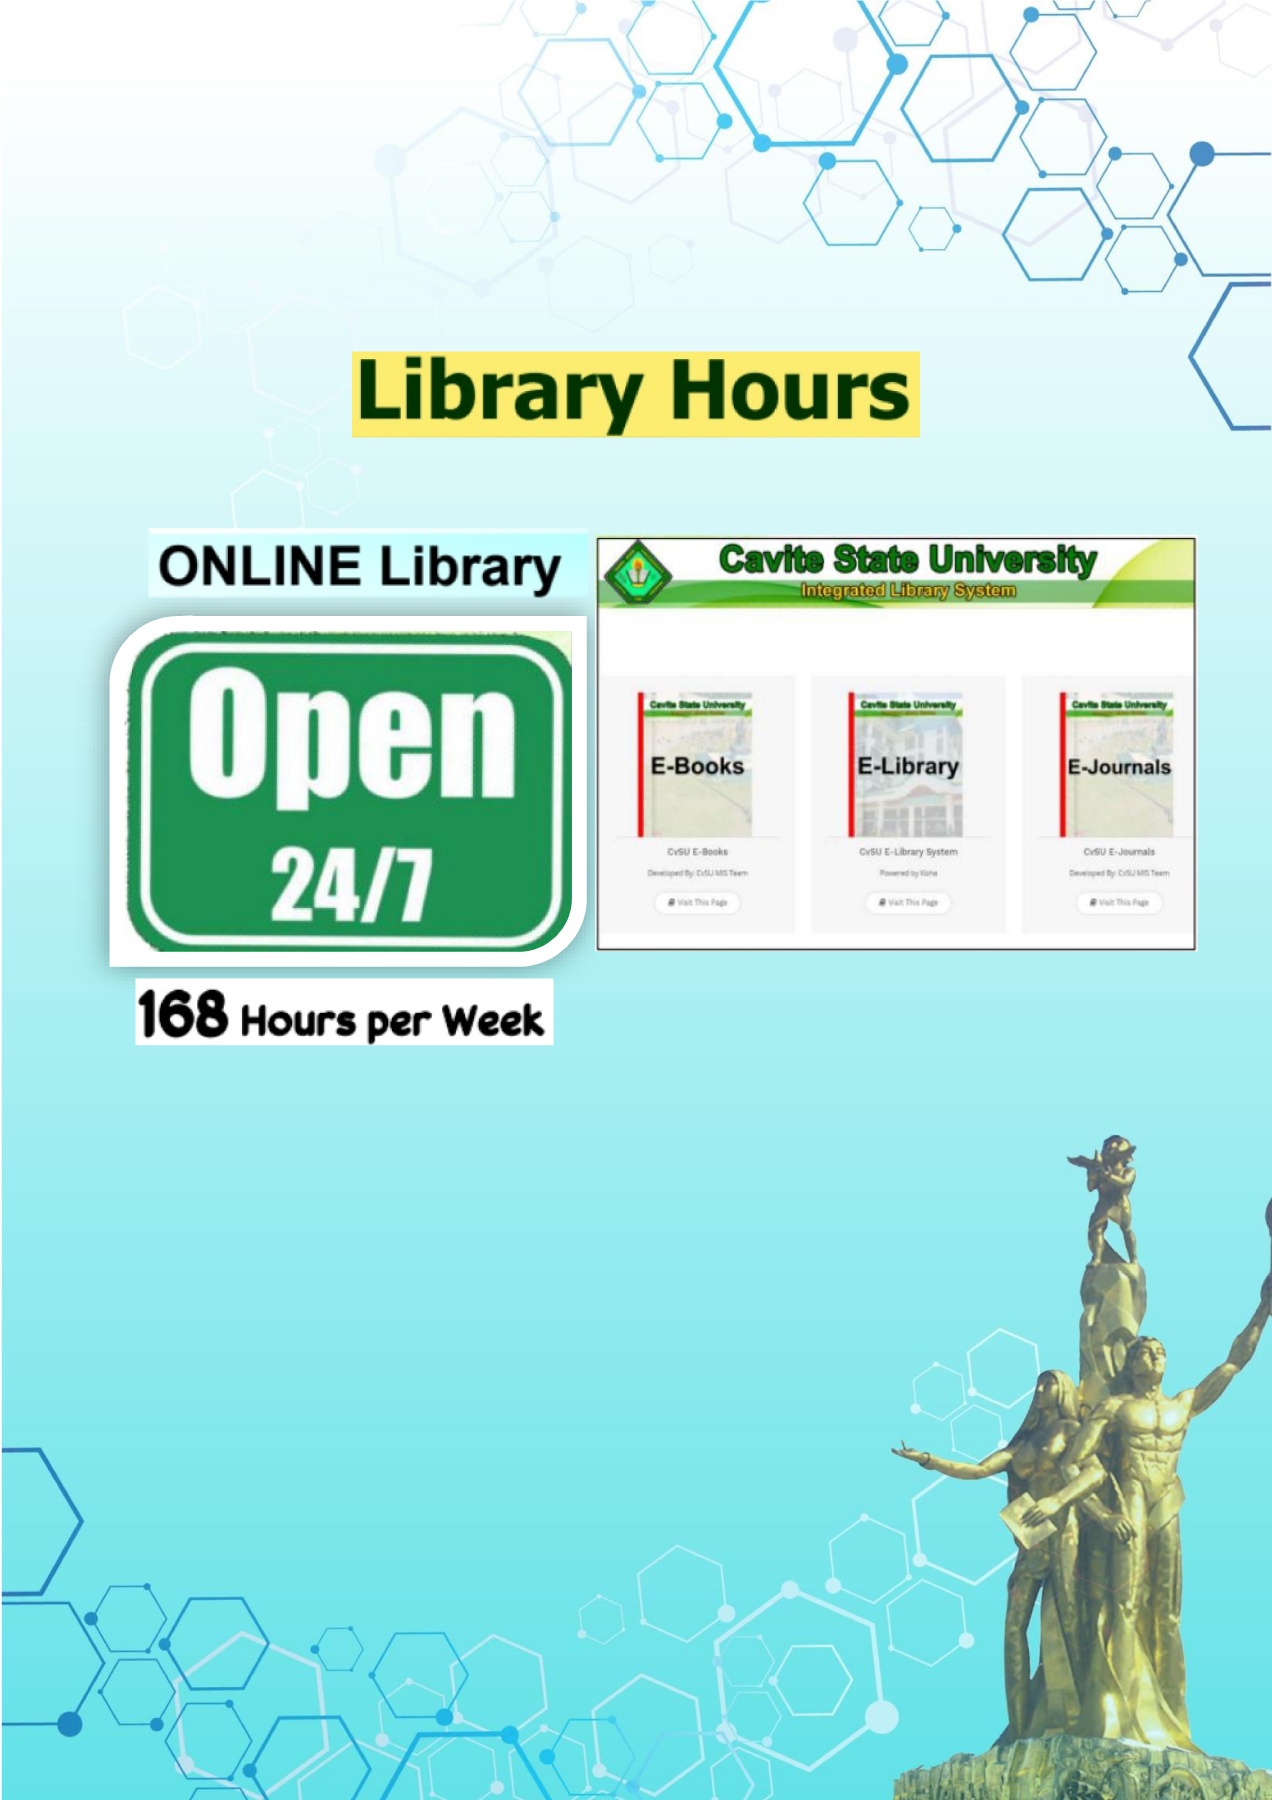 Library Hours
ONLINE Library
Open
24/7
168 Hours per Week
Cavite State University
Integrated Library System
Cavite State University
E-Books
CvSU E-Books
Developed By: CvSU MIS Team
Visit This Page
Cavite State University
E-Library
CvSU E-Library System
Powered by Koha
Visit This Page
Cavite State University
E-Journals
CvSU E-Journals
Developed By: CvSU MIS Team
Visit This Page